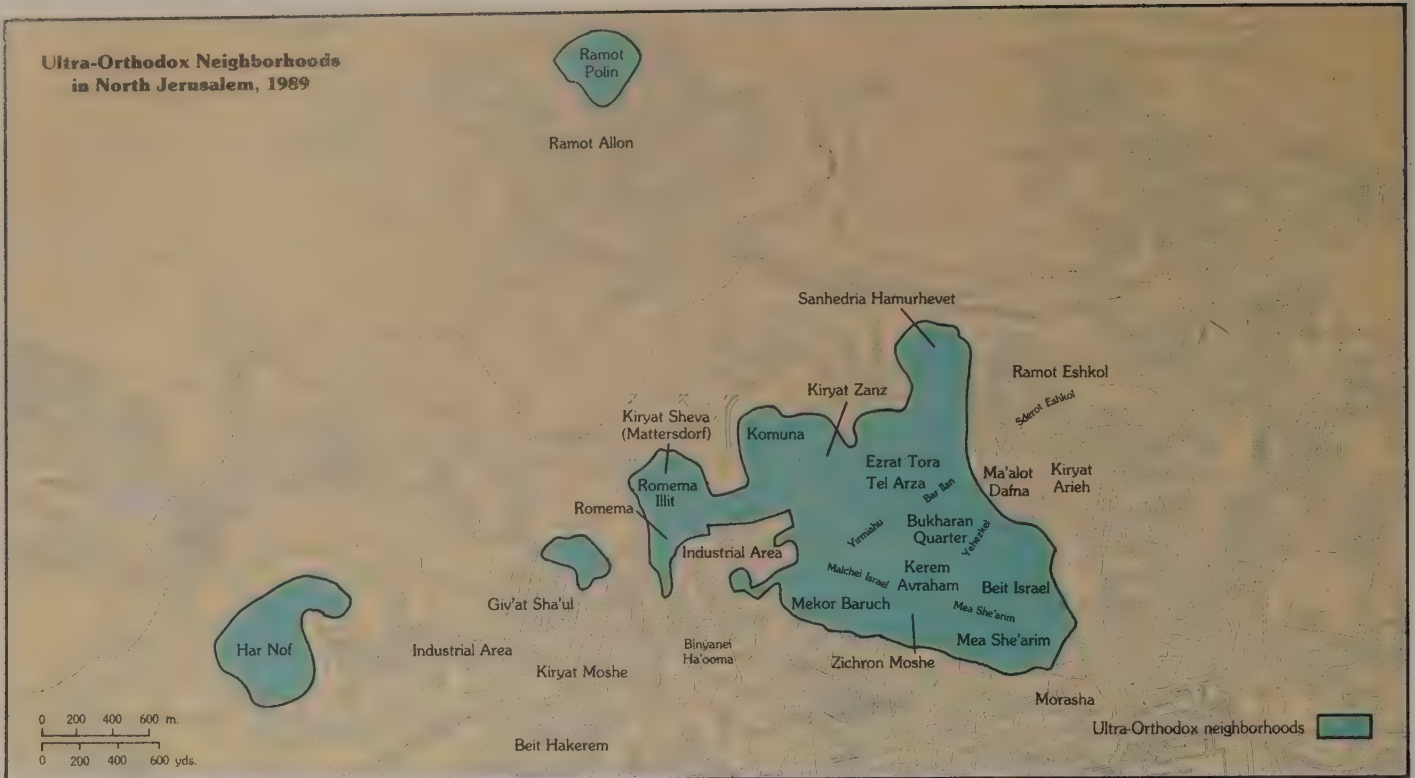 Ultra-Orthodox Neighborhoods
in North Jerusalem, 1989
Ramot
Polin
Ramot Allon
Sanhedria Hamurhevet
Ramot Eshkol
Sderot Eshkol
Kiryat Zanz
Kiryat Sheva
(Mattersdorf)
Komuna
Ezrat Tora
Tel Arza
Bar Ilan
Ma'alot
Dafna
Kiryat
Arieh
Romema
Illit
Romema
Industrial Area
Yirmiahu
Bukharan
Quarter
Yehezkel
Malchei Israel
Kerem
Avraham
Beit Israel
Giv'at Sha'ul
Mekor Baruch
Mea She'arim
Mea She'arim
Har Nof
Industrial Area
Kiryat Moshe
Binyanei
Ha'ooma
Zichron Moshe
Morasha
Beit Hakerem
0 200 400 600 m.
0 200 400 600 yds.
Ultra-Orthodox neighborhoods